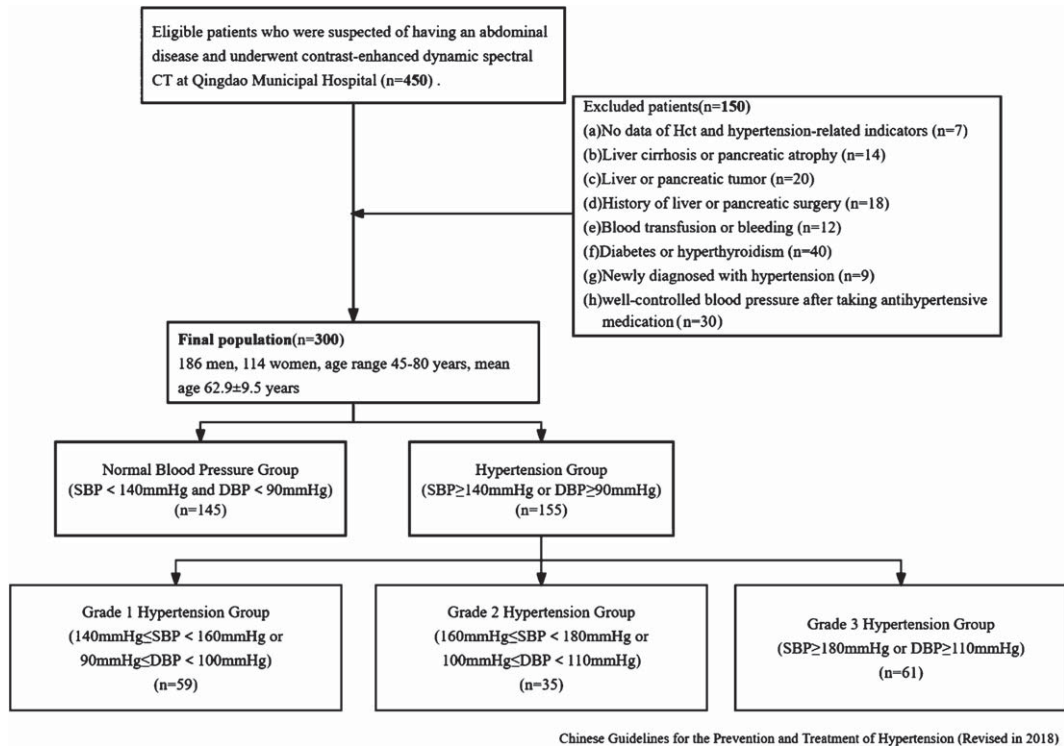 Eligible patients who were suspected of having an abdominal
disease and underwent contrast-enhanced dynamic spectral
CT at Qingdao Municipal Hospital (n=450) .
Excluded patients(n=150)
(a)No data of Hct and hypertension-related indicators (n=7)
(b)Liver cirrhosis or pancreatic atrophy (n=14)
(c)Liver or pancreatic tumor (n=20)
(d)History of liver or pancreatic surgery (n=18)
(e)Blood transfusion or bleeding (n=12)
(f)Diabetes or hyperthyroidism (n=40)
(g)Newly diagnosed with hypertension (n=9)
(h)well-controlled blood pressure after taking antihypertensive
medication (n=30)
Final population(n=300)
186 men, 114 women, age range 45-80 years, mean
age 62.9±9.5 years
Normal Blood Pressure Group
(SBP < 140mmHg and DBP < 90mmHg)
(n=145)
Hypertension Group
(SBP≥140mmHg or DBP≥90mmHg)
(n=155)
Grade 1 Hypertension Group
(140mmHg≤SBP < 160mmHg or
90mmHg≤DBP < 100mmHg)
(n=59)
Grade 2 Hypertension Group
(160mmHg≤SBP < 180mmHg or
100mmHg≤DBP < 110mmHg)
(n=35)
Grade 3 Hypertension Group
(SBP≥180mmHg or DBP≥110mmHg)
(n=61)
Chinese Guidelines for the Prevention and Treatment of Hypertension (Revised in 2018)